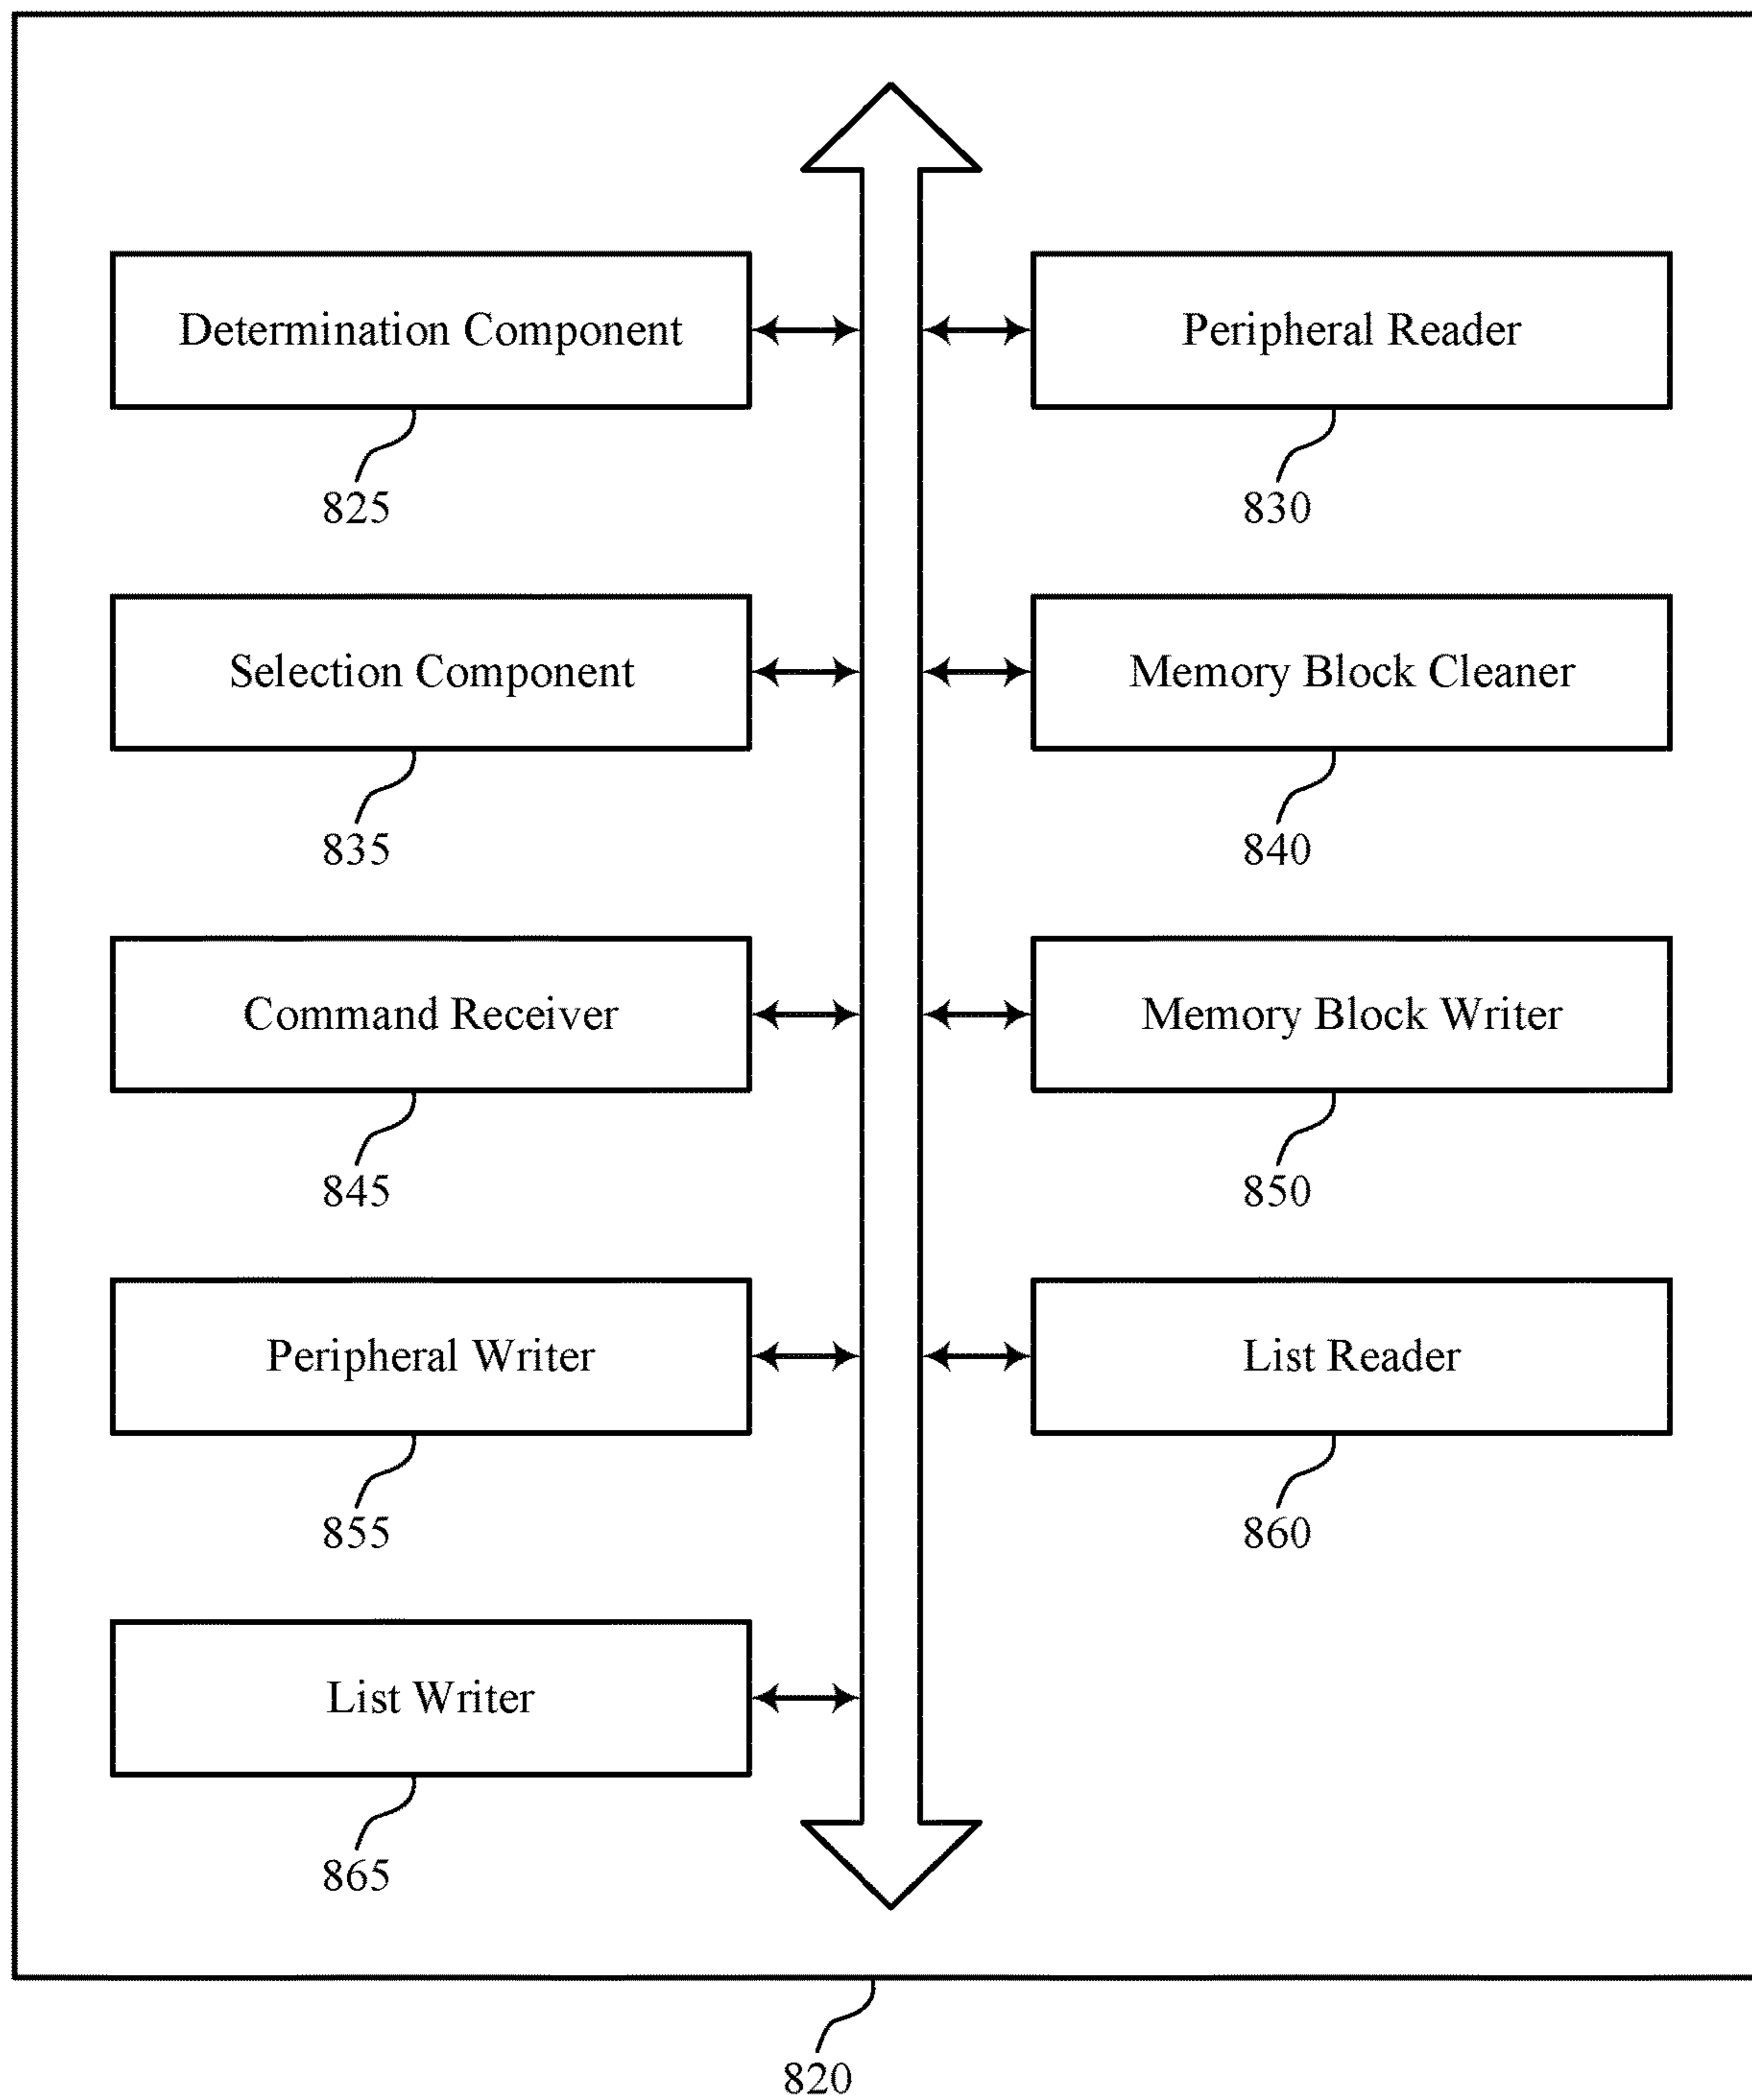 Determination Component
Peripheral Reader
825
830
Selection Component
Memory Block Cleaner
835
840
Command Receiver
Memory Block Writer
845
850
Peripheral Writer
List Reader
855
860
List Writer
865
820